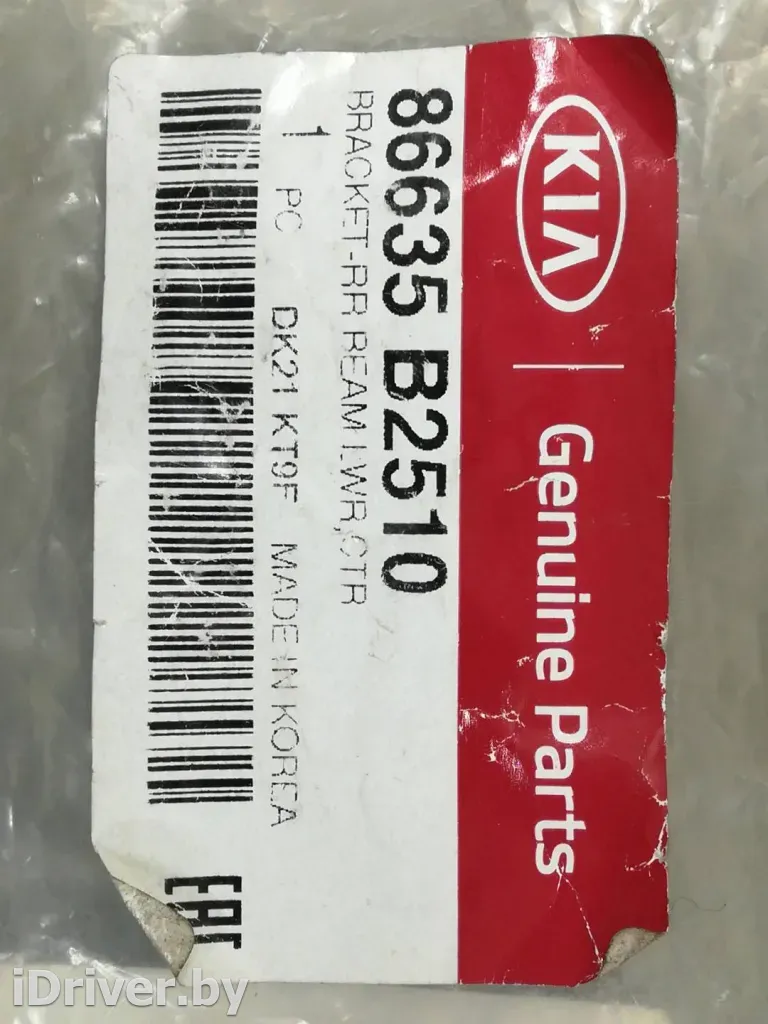 KIA
Genuine Parts
86635 B2510
BRACKET-RR BEAM LWR,CTR
1 PC DK21 KT9F MADE IN KOREA
EAC
iDriver.by